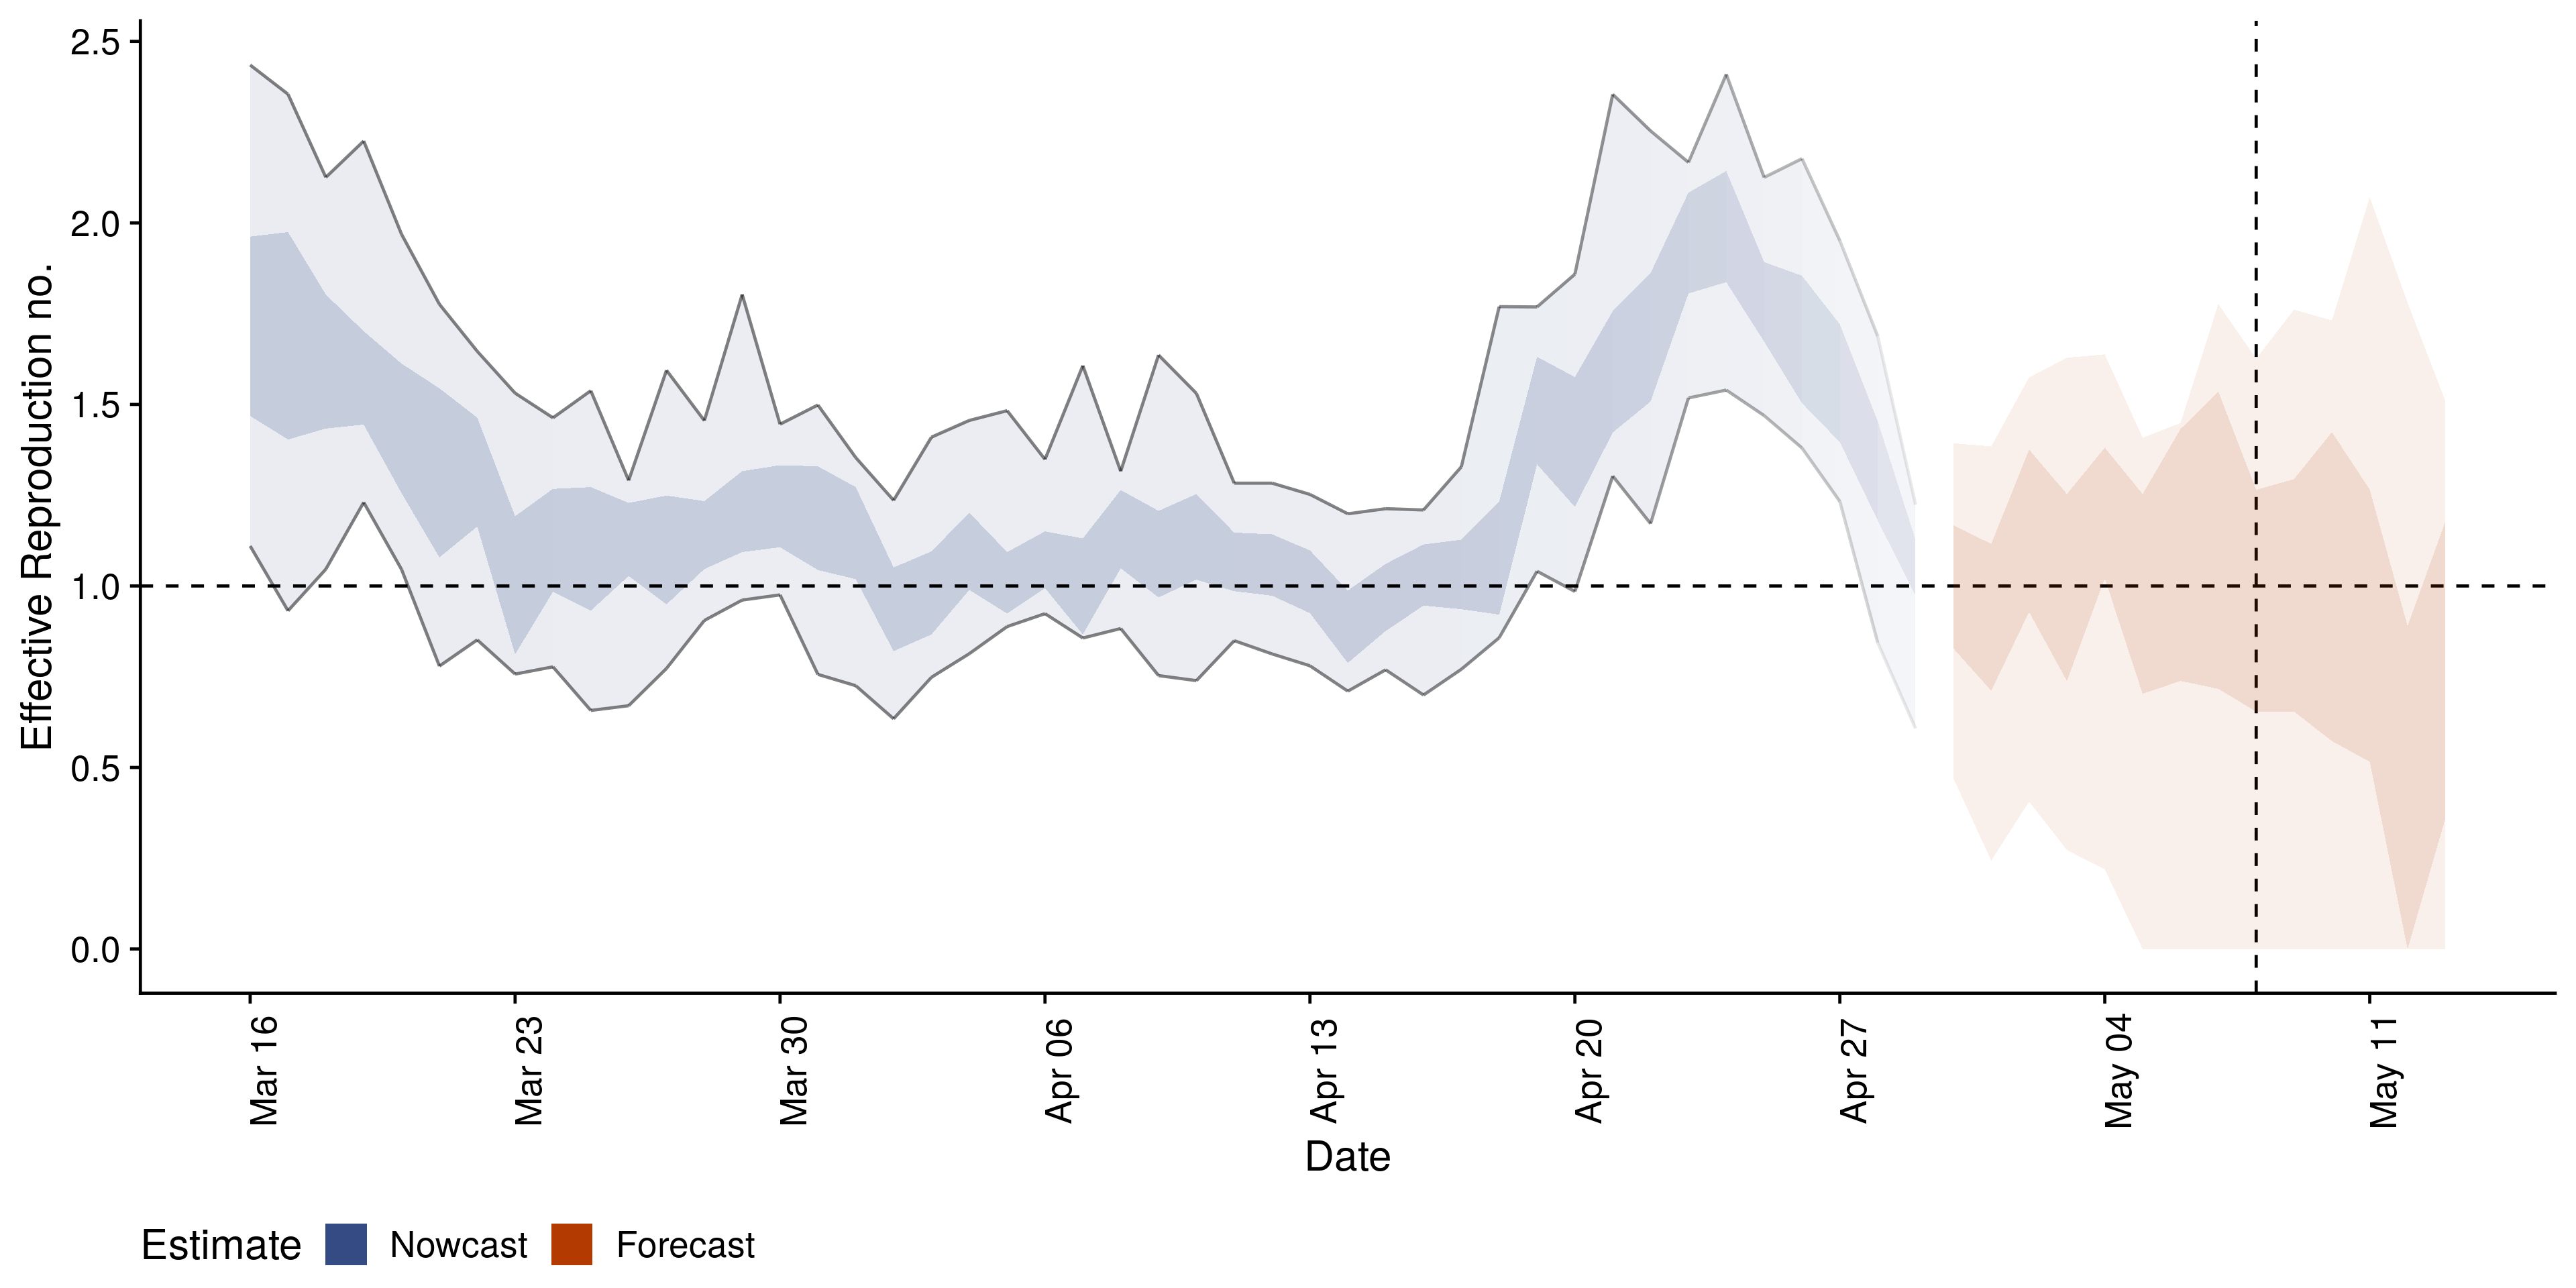 Effective Reproduction no.
2.5
2.0
1.5
1.0
0.5
0.0
Mar 16
Mar 23
Mar 30
Apr 06
Apr 13
Apr 20
Apr 27
May 04
May 11
Date
Estimate Nowcast Forecast